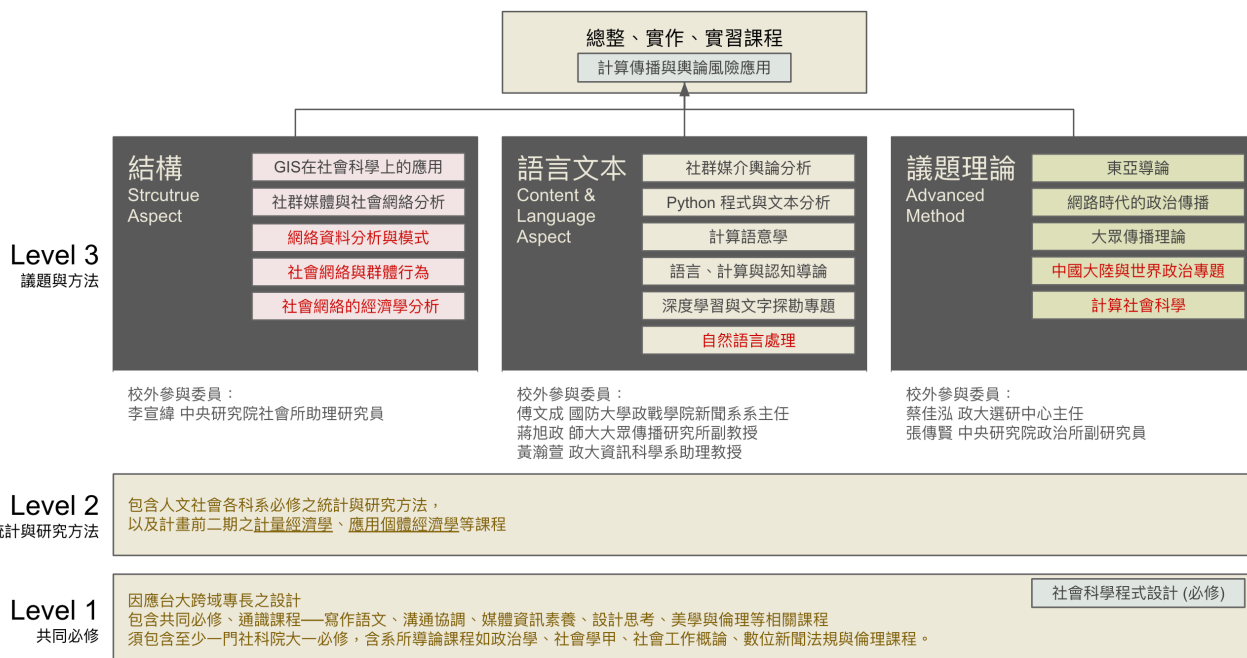 總整、實作、實習課程
計算傳播與輿論風險應用
Level 3
議題與方法
結構
Strcutrue
Aspect
GIS在社會科學上的應用
社群媒體與社會網絡分析
網絡資料分析與模式
社會網絡與群體行為
社會網絡的經濟學分析
校外參與委員：
李宣緯 中央研究院社會所助理研究員
語言文本
Content &
Language
Aspect
社群媒介輿論分析
Python 程式與文本分析
計算語意學
語言、計算與認知導論
深度學習與文字探勘專題
自然語言處理
校外參與委員：
傅文成 國防大學政戰學院新聞系系主任
蔣旭政 師大大眾傳播研究所副教授
黃瀚萱 政大資訊科學系助理教授
議題理論
Advanced
Method
東亞導論
網路時代的政治傳播
大眾傳播理論
中國大陸與世界政治專題
計算社會科學
校外參與委員：
蔡佳泓 政大選研中心主任
張傳賢 中央研究院政治所副研究員
Level 2
計與研究方法
包含人文社會各科系必修之統計與研究方法，
以及計畫前二期之計量經濟學、應用個體經濟學等課程
Level 1
共同必修
因應台大跨域專長之設計
包含共同必修、通識課程──寫作語文、溝通協調、媒體資訊素養、設計思考、美學與倫理等相關課程
須包含至少一門社科院大一必修，含系所導論課程如政治學、社會學甲、社會工作概論、數位新聞法規與倫理課程。
社會科學程式設計 (必修)